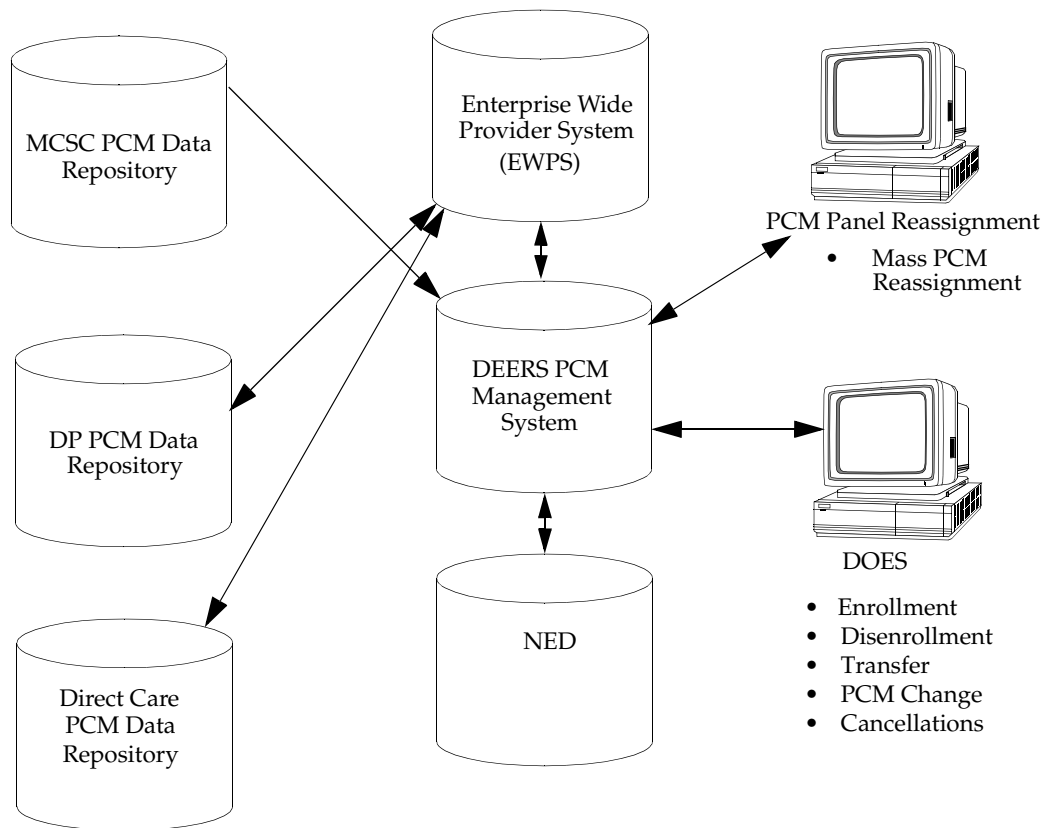 MCSC PCM Data
Repository
Enterprise Wide
Provider System
(EWPS)
PCM Panel Reassignment
• Mass PCM
Reassignment
DP PCM Data
Repository
DEERS PCM
Management
System
DOES
• Enrollment
• Disenrollment
• Transfer
• PCM Change
• Cancellations
NED
Direct Care
PCM Data
Repository